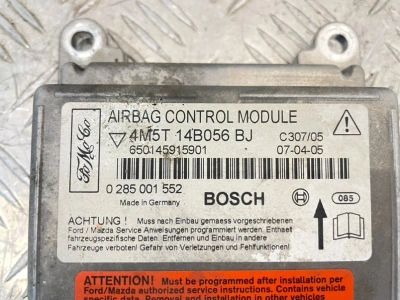 FoMoCo
AIRBAG CONTROL MODULE
4M5T 14B056 BJ C307/05
650145915901 07-04-05
0 285 001 552
Made in Germany
BOSCH
085
ACHTUNG ! Muss nach Einbau gemaess vorgeschriebenen
Ford / Mazda Service Anweisungen programmiert werden. Enthaelt
fahrzeugspezifische Daten. Entfernen und Einbau in andere
Fahrzeuge verboten! Gefahr von Verletzungen und Fehlfunktionen!
ATTENTION! Must be programmed after installation per
Ford/Mazda authorized service instructions. Contains vehicle